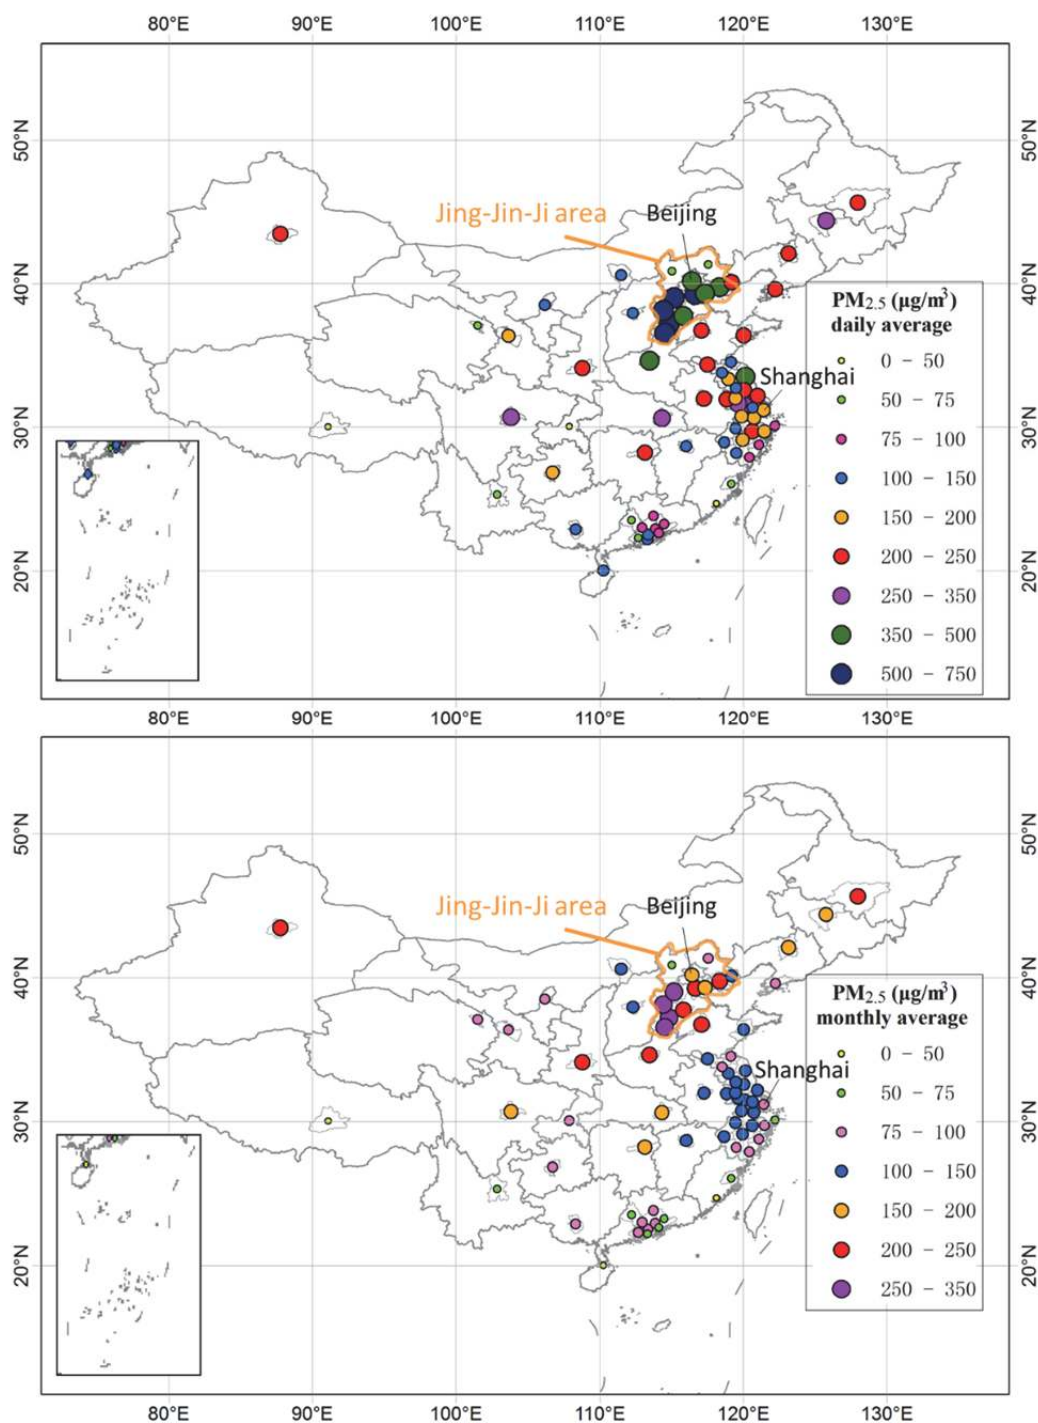 80°E 90°E 100°E 110°E 120°E 130°E
50°N 50°N
Jing-Jin-Ji area Beijing
40°N 40°N
PM2.5 (μg/m³)
daily average
0 – 50
Shanghai
50 – 75
30°N 30°N
75 – 100
100 – 150
150 – 200
200 – 250
20°N 20°N
250 – 350
350 – 500
500 – 750
80°E 90°E 100°E 110°E 120°E 130°E
50°N 50°N
Jing-Jin-Ji area Beijing
40°N 40°N
PM2.5 (μg/m³)
monthly average
0 – 50
Shanghai
50 – 75
30°N 30°N
75 – 100
100 – 150
150 – 200
200 – 250
20°N 20°N
250 – 350
80°E 90°E 100°E 110°E 120°E 130°E